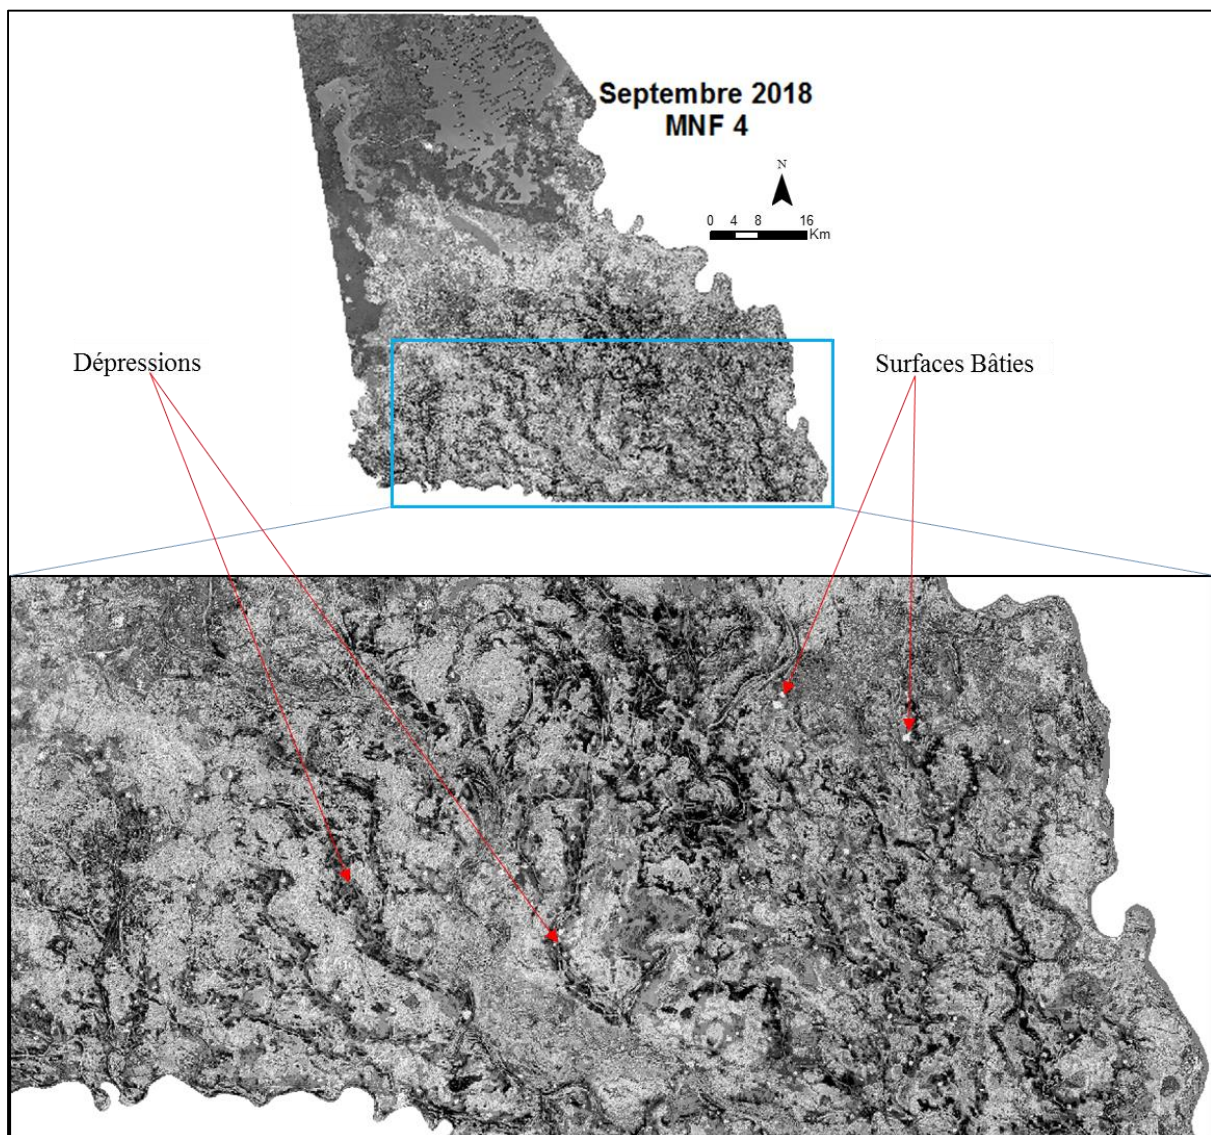 Septembre 2018
MNF 4
N
0 4 8 16
Km
Dépressions
Surfaces Bâties